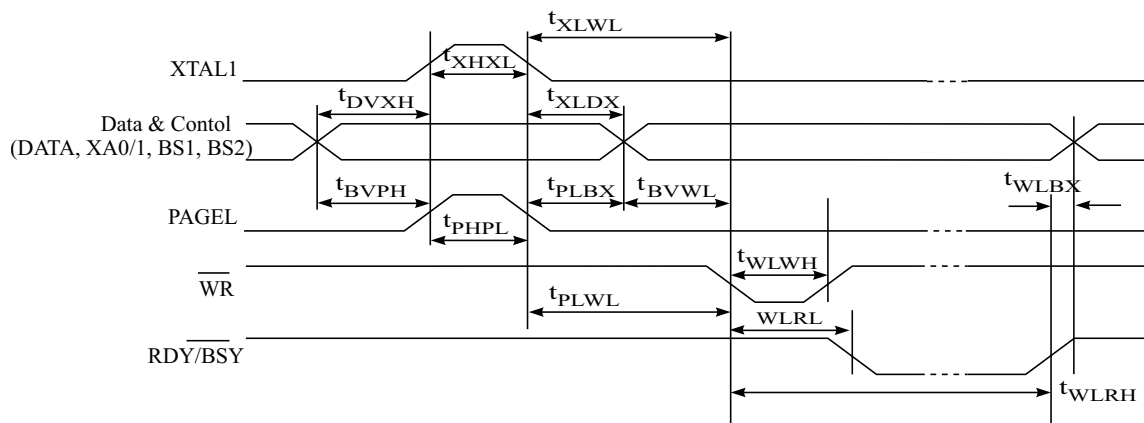 tXLWL
XTAL1
tXHXL
tDVXH
tXLDX
Data & Contol
(DATA, XA0/1, BS1, BS2)
tBVPH
tPLBX
tBVWL
tWLBX
PAGEL
tPHPL
tWLWH
WR
tPLWL
WLRL
RDY/BSY
tWLRH